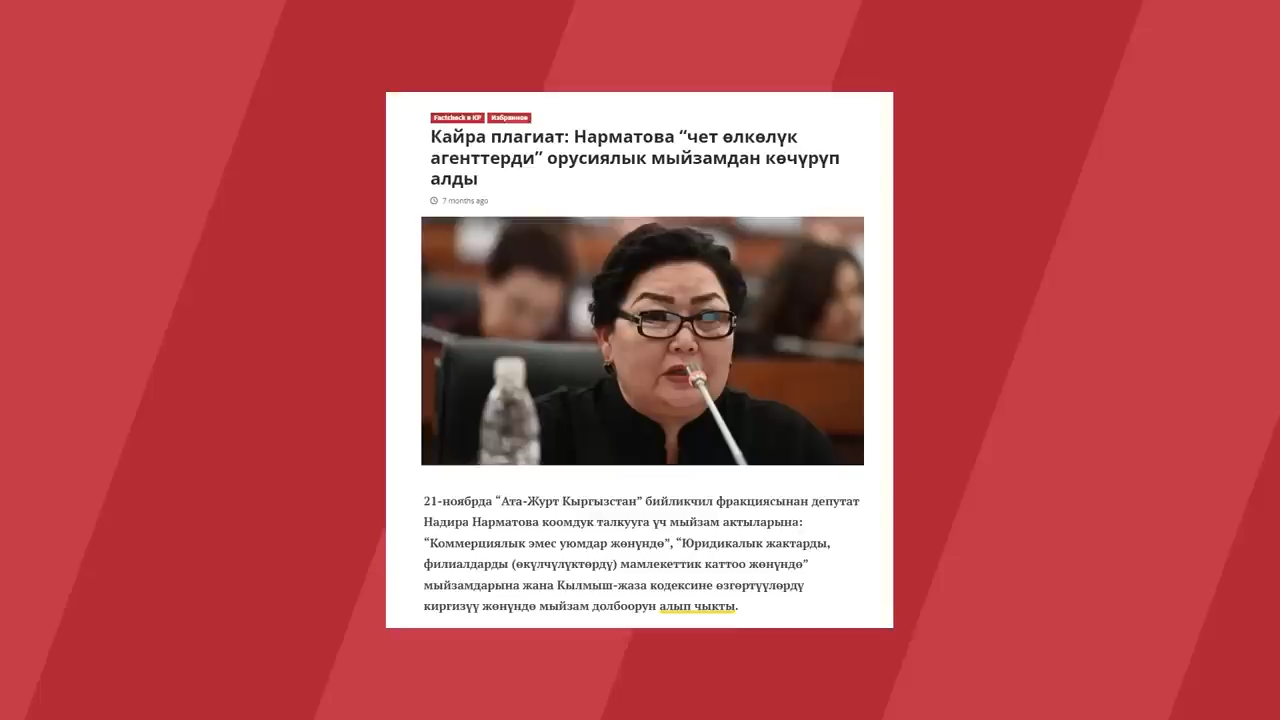 Factcheck в КР Избранное
Кайра плагиат: Нарматова “чет өлкөлүк
агенттерди” орусиялык мыйзамдан көчүрүп
алды
7 months ago
21-ноябрда “Ата-Журт Кыргызстан” бийликчил фракциясынан депутат
Надира Нарматова коомдук талкууга үч мыйзам актыларына:
“Коммерциялык эмес уюмдар жөнүндө”, “Юридикалык жактарды,
филиалдарды (өкүлчүлүктөрдү) мамлекеттик каттоо жөнүндө”
мыйзамдарына жана Кылмыш-жаза кодексине өзгөртүүлөрдү
киргизүү жөнүндө мыйзам долбоорун алып чыкты.